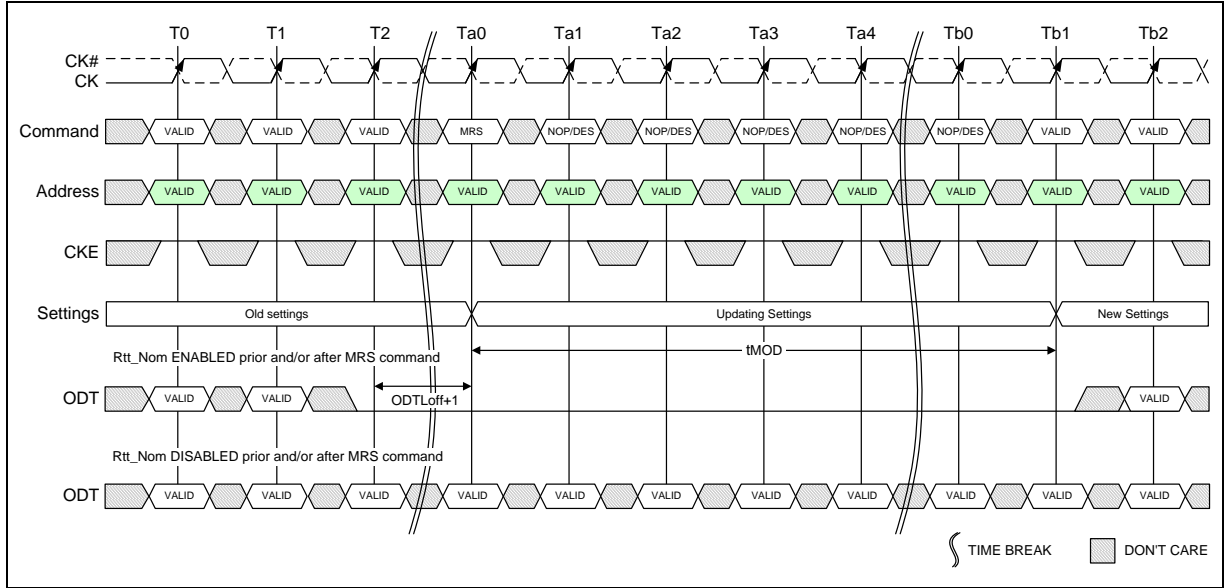 T0 T1 T2 Ta0 Ta1 Ta2 Ta3 Ta4 Tb0 Tb1 Tb2
CK#
CK
Command VALID VALID VALID MRS NOP/DES NOP/DES NOP/DES NOP/DES NOP/DES VALID VALID
Address VALID VALID VALID VALID VALID VALID VALID VALID VALID VALID VALID
CKE
Settings Old settings Updating Settings New Settings
Rtt_Nom ENABLED prior and/or after MRS command tMOD
ODT VALID VALID ODTLoff+1 VALID
Rtt_Nom DISABLED prior and/or after MRS command
ODT VALID VALID VALID VALID VALID VALID VALID VALID VALID VALID VALID
TIME BREAK DON'T CARE